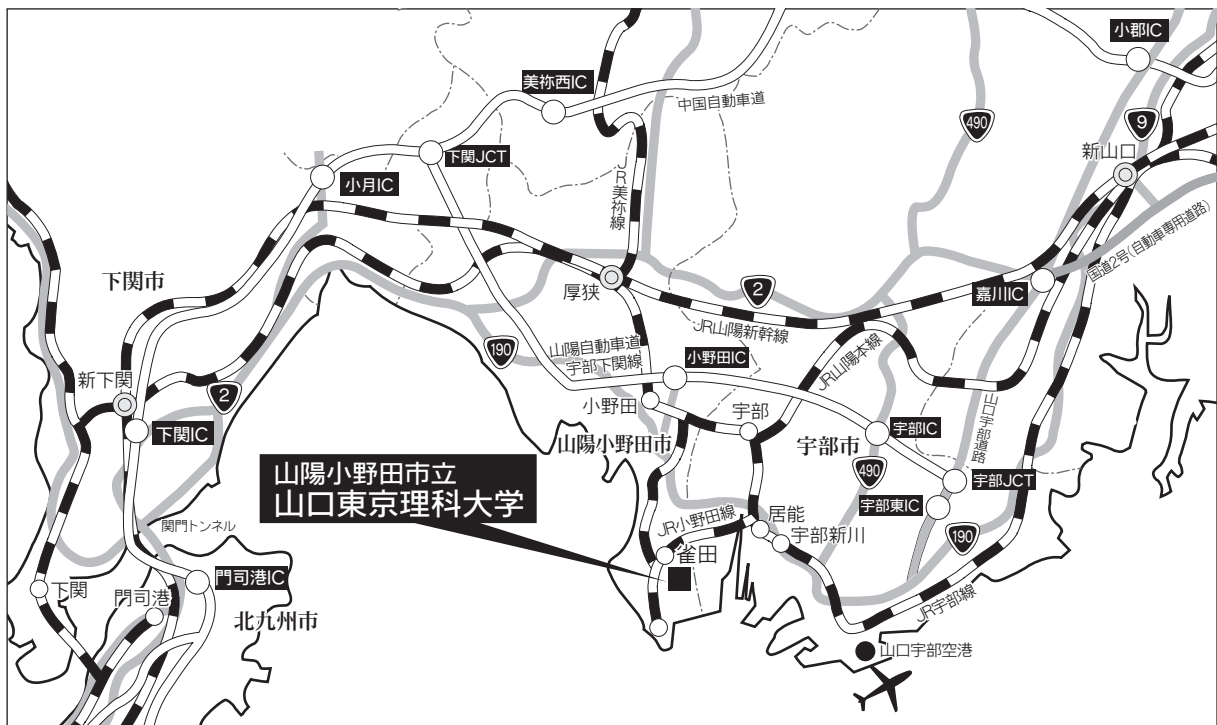 小郡IC
美祢西IC
中国自動車道
490
9
下関JCT
新山口
小月IC
JR美祢線
国道2号(自動車専用道路)
下関市
厚狭
2
嘉川IC
JR山陽新幹線
190
山陽自動車道
宇部下関線
小野田IC
JR山陽本線
新下関
2
小野田
宇部
山口宇部道路
下関IC
山陽小野田市
宇部市
宇部IC
山陽小野田市立
山口東京理科大学
490
宇部JCT
宇部東IC
関門トンネル
JR小野田線
居能
宇部新川
190
雀田
下関
門司港IC
門司港
北九州市
JR宇部線
山口宇部空港